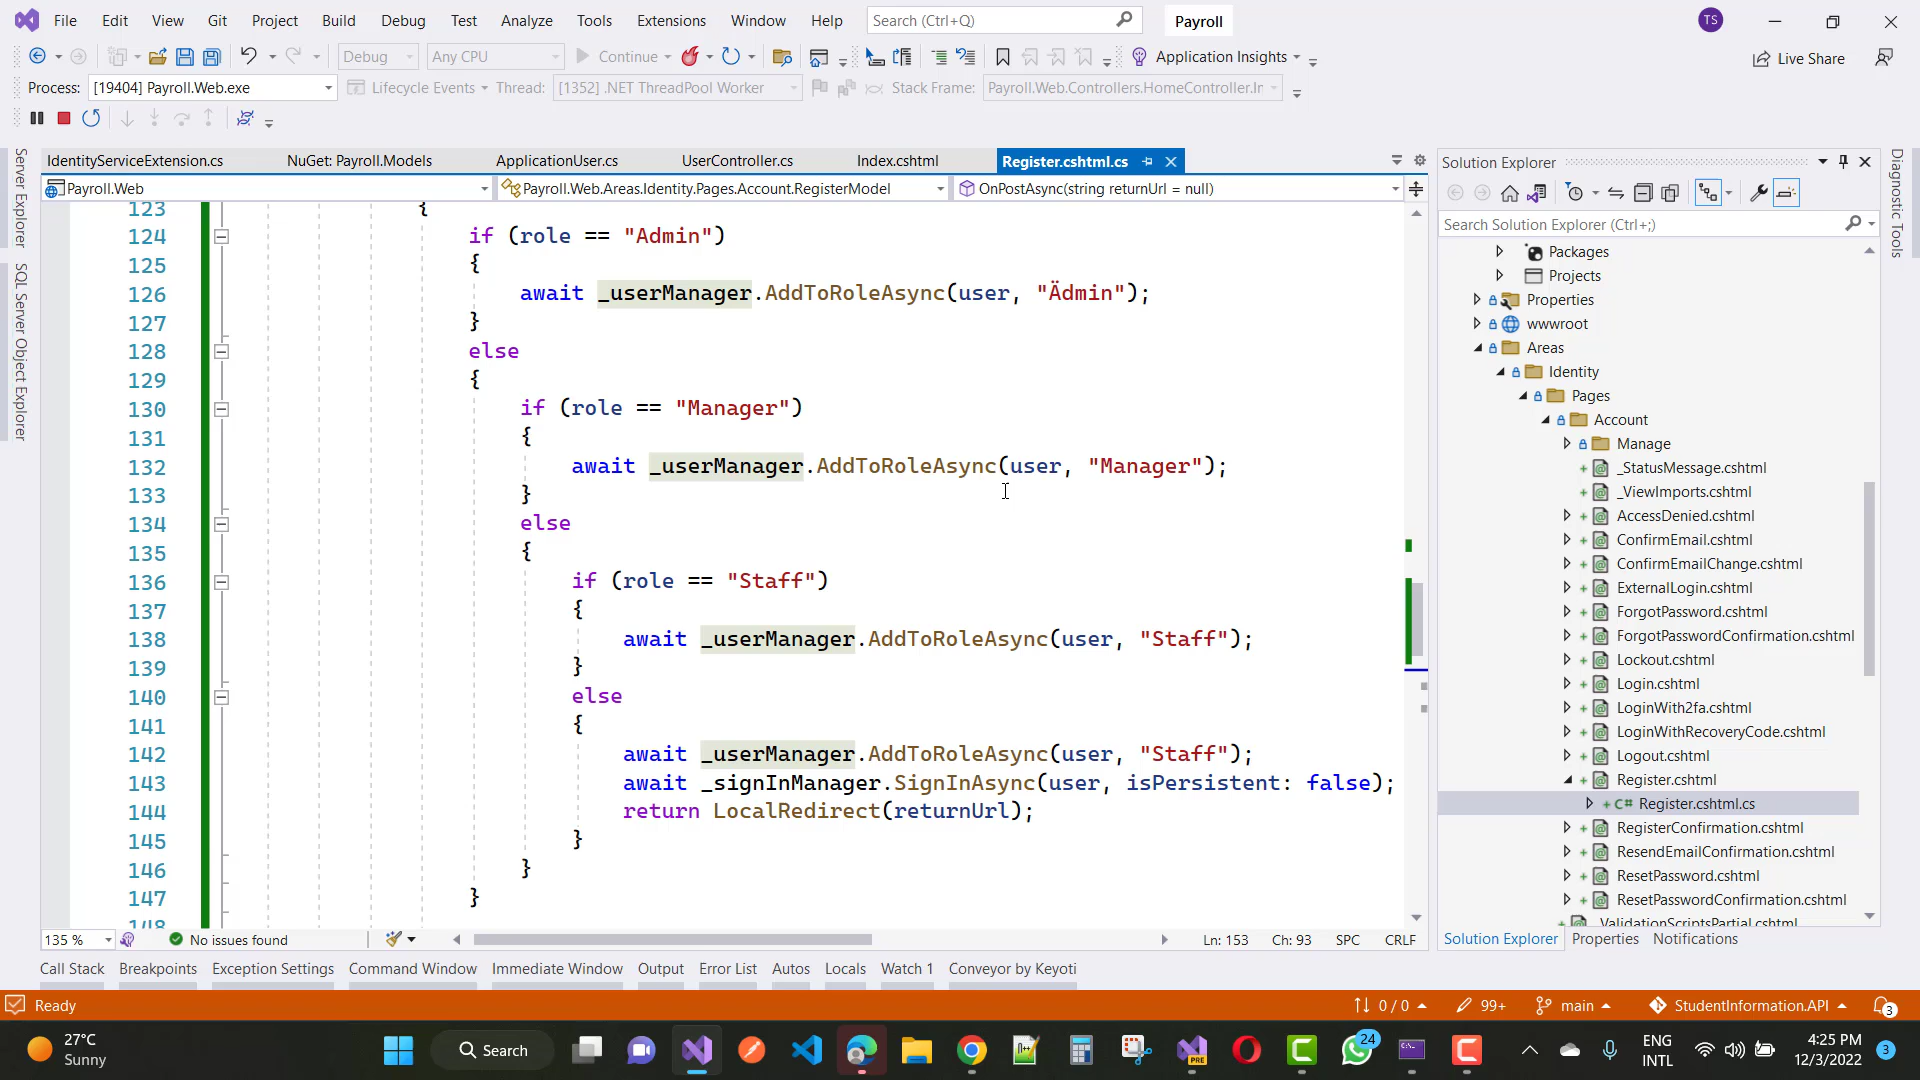 File Edit View Git Project Build Debug Test Analyze Tools Extensions Window Help Search (Ctrl+Q) Payroll TS
Debug Any CPU Continue Application Insights Live Share
Process: [19404] Payroll.Web.exe Lifecycle Events Thread: [1352] .NET ThreadPool Worker Stack Frame: Payroll.Web.Controllers.HomeController.In
Server Explorer
SQL Server Object Explorer
IdentityServiceExtension.cs NuGet: Payroll.Models ApplicationUser.cs UserController.cs Index.cshtml Register.cshtml.cs
Payroll.Web Payroll.Web.Areas.Identity.Pages.Account.RegisterModel OnPostAsync(string returnUrl = null)
123 {
124 if (role == "Admin")
125 {
126 await _userManager.AddToRoleAsync(user, "Ädmin");
127 }
128 else
129 {
130 if (role == "Manager")
131 {
132 await _userManager.AddToRoleAsync(user, "Manager");
133 }
134 else
135 {
136 if (role == "Staff")
137 {
138 await _userManager.AddToRoleAsync(user, "Staff");
139 }
140 else
141 {
142 await _userManager.AddToRoleAsync(user, "Staff");
143 await _signInManager.SignInAsync(user, isPersistent: false);
144 return LocalRedirect(returnUrl);
145 }
146 }
147 }
148
135 % No issues found Ln: 153 Ch: 93 SPC CRLF
Solution Explorer
Search Solution Explorer (Ctrl+;)
Packages
Projects
Properties
wwwroot
Areas
Identity
Pages
Account
Manage
_StatusMessage.cshtml
_ViewImports.cshtml
AccessDenied.cshtml
ConfirmEmail.cshtml
ConfirmEmailChange.cshtml
ExternalLogin.cshtml
ForgotPassword.cshtml
ForgotPasswordConfirmation.cshtml
Lockout.cshtml
Login.cshtml
LoginWith2fa.cshtml
LoginWithRecoveryCode.cshtml
Logout.cshtml
Register.cshtml
C# Register.cshtml.cs
RegisterConfirmation.cshtml
ResendEmailConfirmation.cshtml
ResetPassword.cshtml
ResetPasswordConfirmation.cshtml
_ValidationScriptsPartial.cshtml
Solution Explorer Properties Notifications
Diagnostic Tools
Call Stack Breakpoints Exception Settings Command Window Immediate Window Output Error List Autos Locals Watch 1 Conveyor by Keyoti
Ready 0 / 0 99+ main StudentInformation.API 3
27°C
Sunny
Search
PRE
24
ENG
INTL
4:25 PM
12/3/2022
3